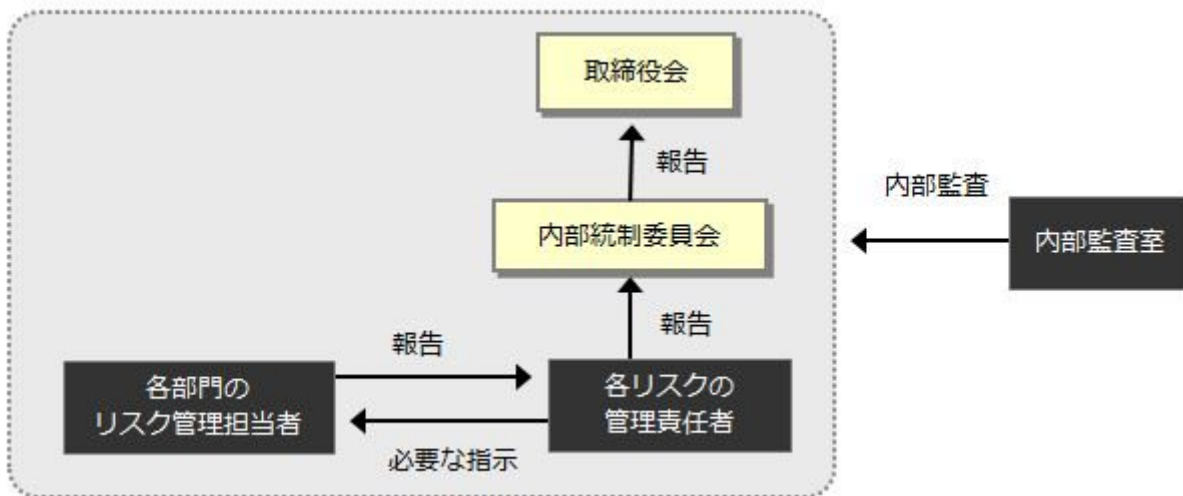 取締役会
報告
内部監査
内部統制委員会
内部監査室
報告
報告
各部門の
リスク管理担当者
各リスクの
管理責任者
必要な指示